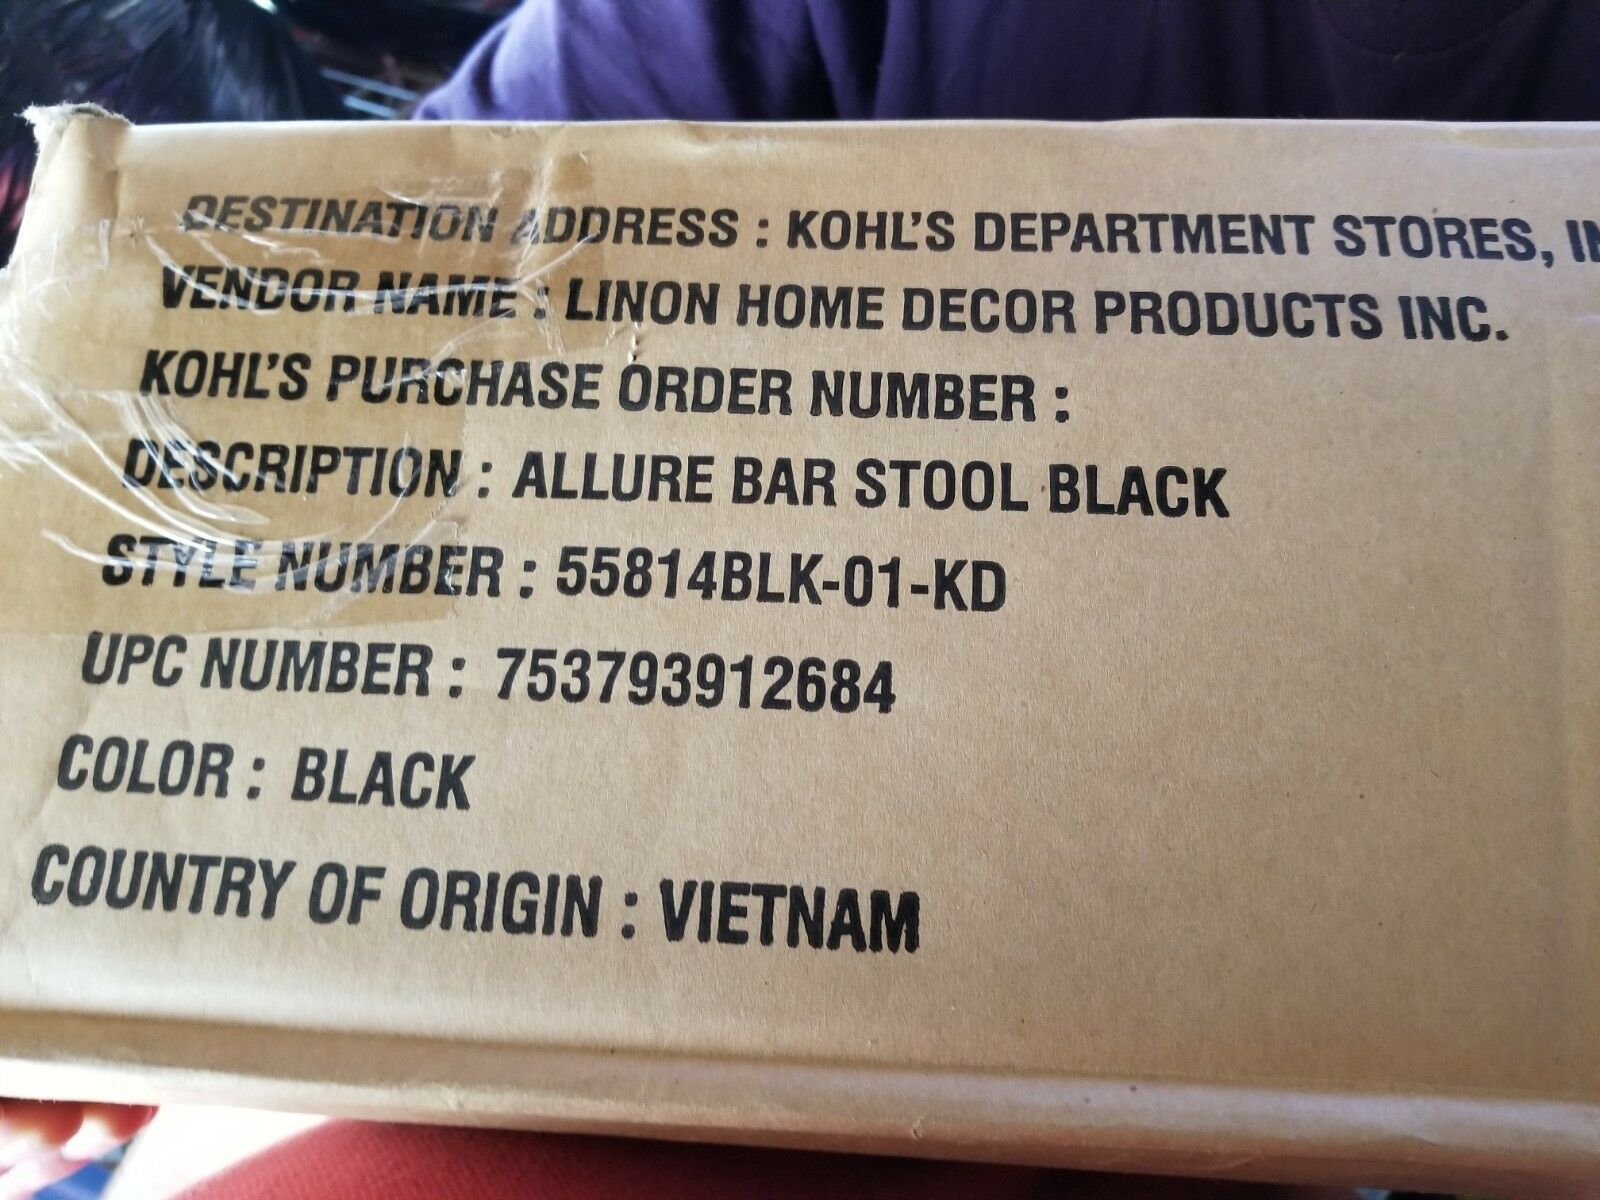 DESTINATION ADDRESS : KOHL'S DEPARTMENT STORES,
VENDOR NAME : LINON HOME DECOR PRODUCTS INC.
KOHL'S PURCHASE ORDER NUMBER :
DESCRIPTION : ALLURE BAR STOOL BLACK
STYLE NUMBER : 55814BLK-01-KD
UPC NUMBER : 753793912684
COLOR : BLACK
COUNTRY OF ORIGIN : VIETNAM